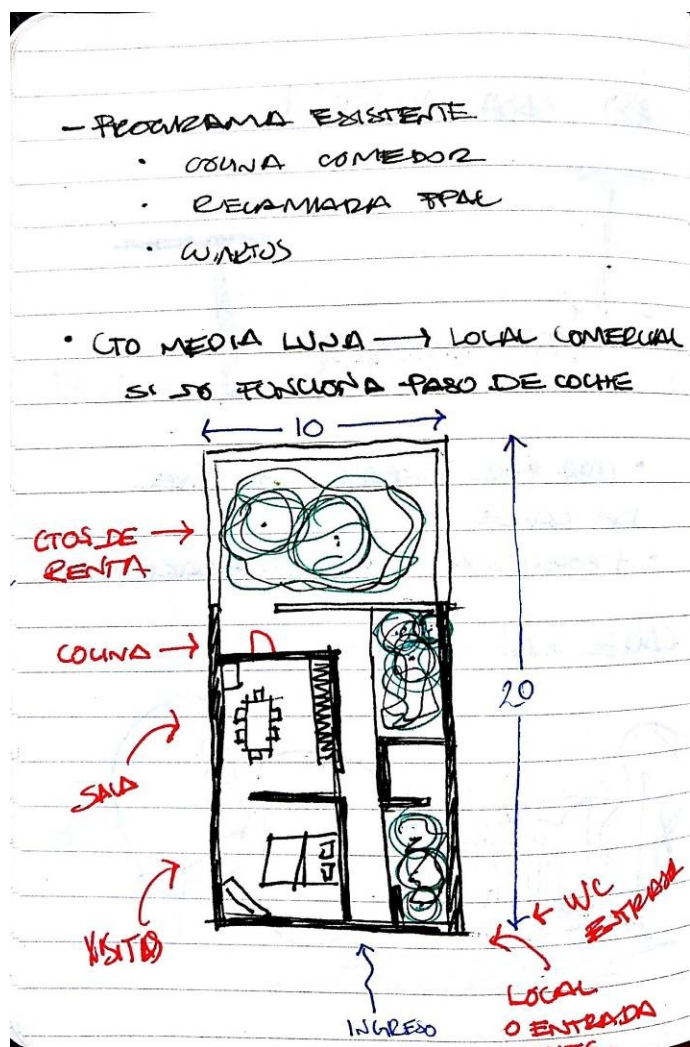 - PROGRAMA EXISTENTE
• COCINA COMEDOR
• RECAMARA PPAL
•
• CTO MEDIA LUNA → LOCAL COMERCIAL
SI NO FUNCIONA PASO DE COCHE
10
CTOS DE →
RENTA
COCINA →
20
SALA
VISITAS
← WC
ENTRADA
LOCAL
O ENTRADA
INGRESO